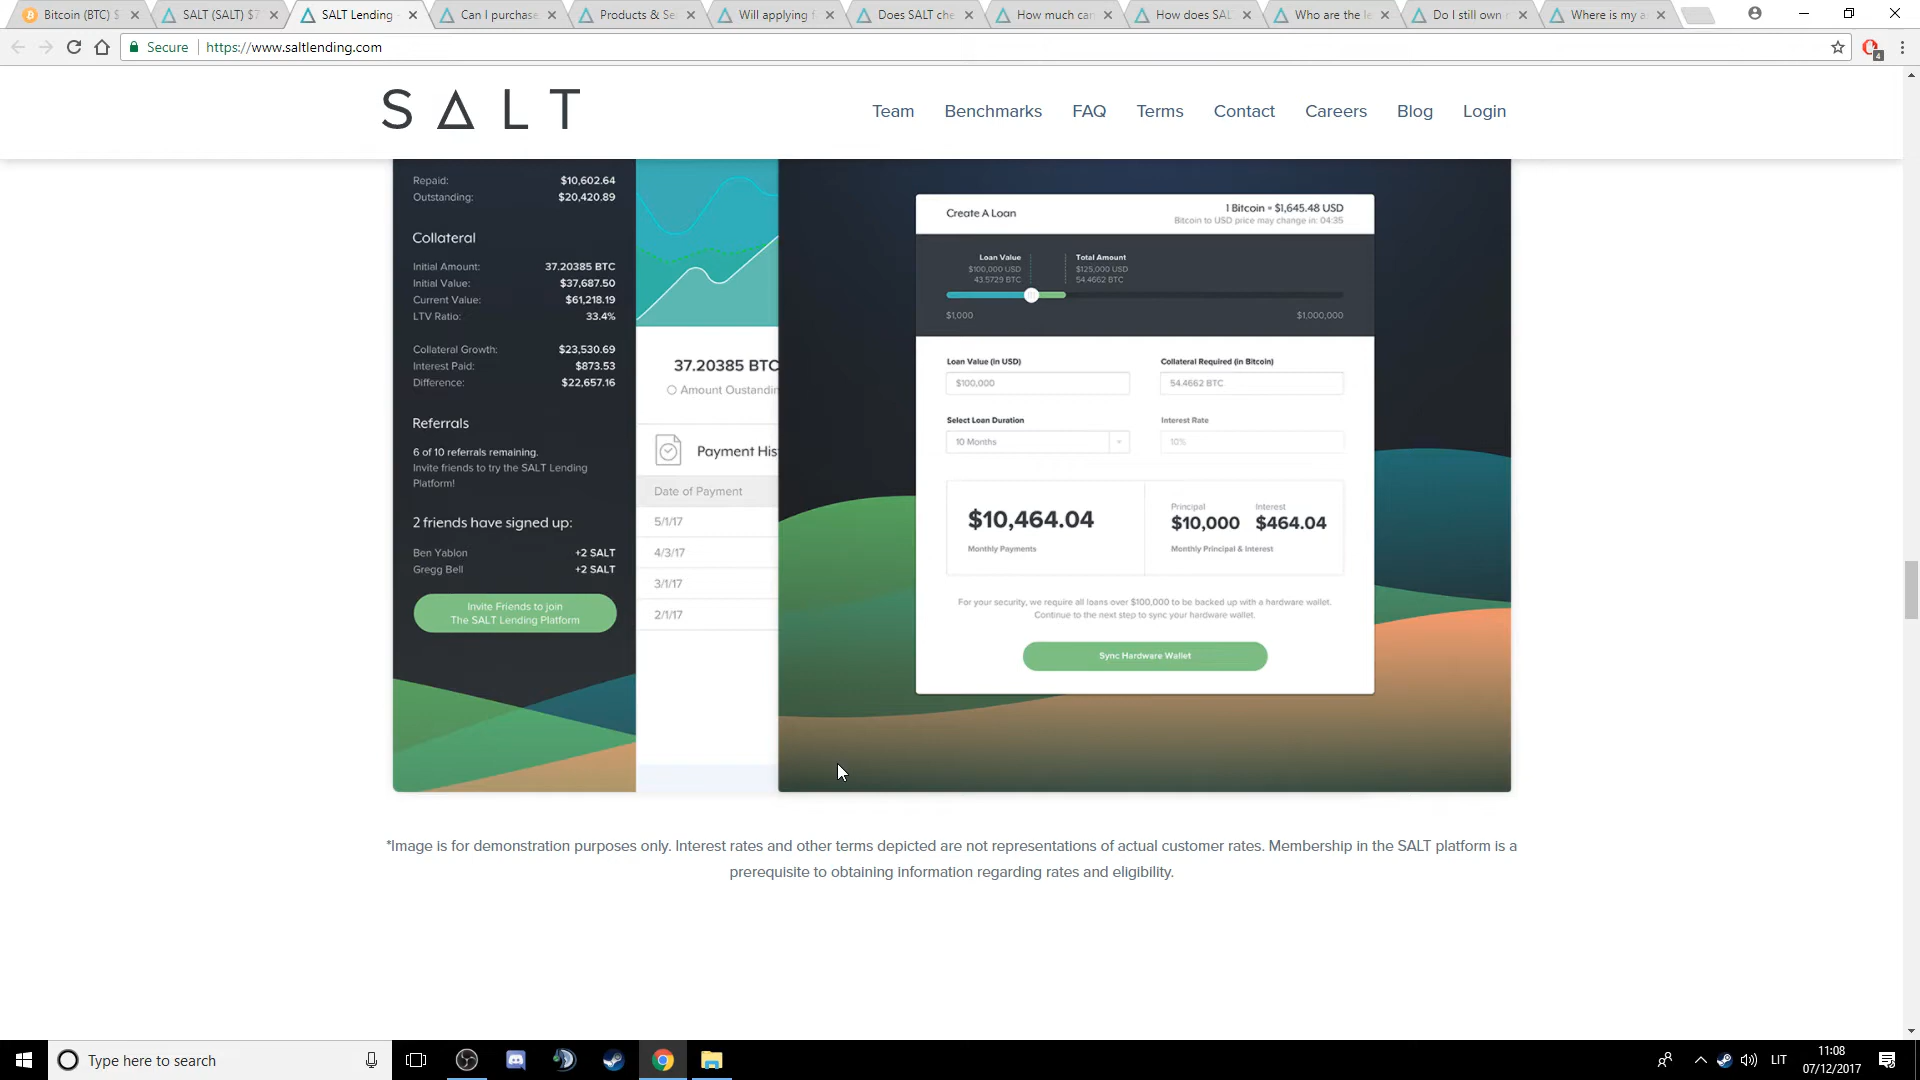 Bitcoin (BTC) $
SALT (SALT) $7
SALT Lending
Can I purchase
Products & Se
Will applying f
Does SALT che
How much can
How does SAL
Who are the le
Do I still own
Where is my a
Secure
https://www.saltlending.com
4
SALT
Team
Benchmarks
FAQ
Terms
Contact
Careers
Blog
Login
Repaid: $10,602.64
Outstanding: $20,420.89
Collateral
Initial Amount: 37.20385 BTC
Initial Value: $37,687.50
Current Value: $61,218.19
LTV Ratio: 33.4%
Collateral Growth: $23,530.69
Interest Paid: $873.53
Difference: $22,657.16
Referrals
6 of 10 referrals remaining.
Invite friends to try the SALT Lending
Platform!
2 friends have signed up:
Ben Yablon +2 SALT
Gregg Bell +2 SALT
Invite Friends to join
The SALT Lending Platform
37.20385 BTC
Amount Oustandin
Payment His
Date of Payment
5/1/17
4/3/17
3/1/17
2/1/17
Create A Loan
1 Bitcoin = $1,645.48 USD
Bitcoin to USD price may change in: 04:35
Loan Value
$100,000 USD
43.5729 BTC
Total Amount
$125,000 USD
54.4662 BTC
$1,000
$1,000,000
Loan Value (in USD)
$100,000
Collateral Required (in Bitcoin)
54.4662 BTC
Select Loan Duration
10 Months
Interest Rate
10%
$10,464.04
Monthly Payments
Principal
$10,000
Interest
$464.04
Monthly Principal & Interest
For your security, we require all loans over $100,000 to be backed up with a hardware wallet.
Continue to the next step to sync your hardware wallet.
Sync Hardware Wallet
*Image is for demonstration purposes only. Interest rates and other terms depicted are not representations of actual customer rates. Membership in the SALT platform is a
prerequisite to obtaining information regarding rates and eligibility.
Type here to search
LIT
11:08
07/12/2017